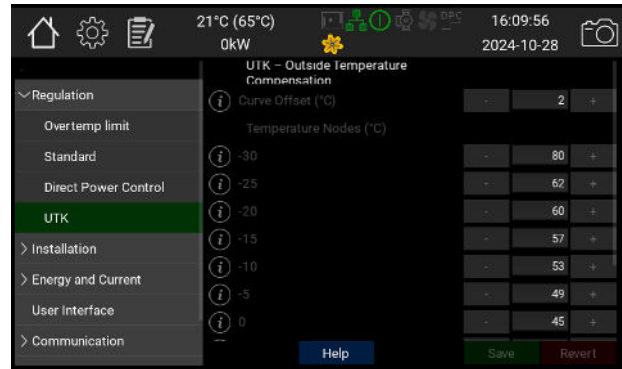 21°C (65°C)
0kW
DPC
16:09:56
2024-10-28
UTK – Outside Temperature
Compensation
Regulation
Overtemp limit
Standard
Direct Power Control
UTK
Installation
Energy and Current
User Interface
Communication
i Curve Offset (°C) - 2 +
Temperature Nodes (°C)
i -30 - 80 +
i -25 - 62 +
i -20 - 60 +
i -15 - 57 +
i -10 - 53 +
i -5 - 49 +
i 0 - 45 +
Help
Save
Revert